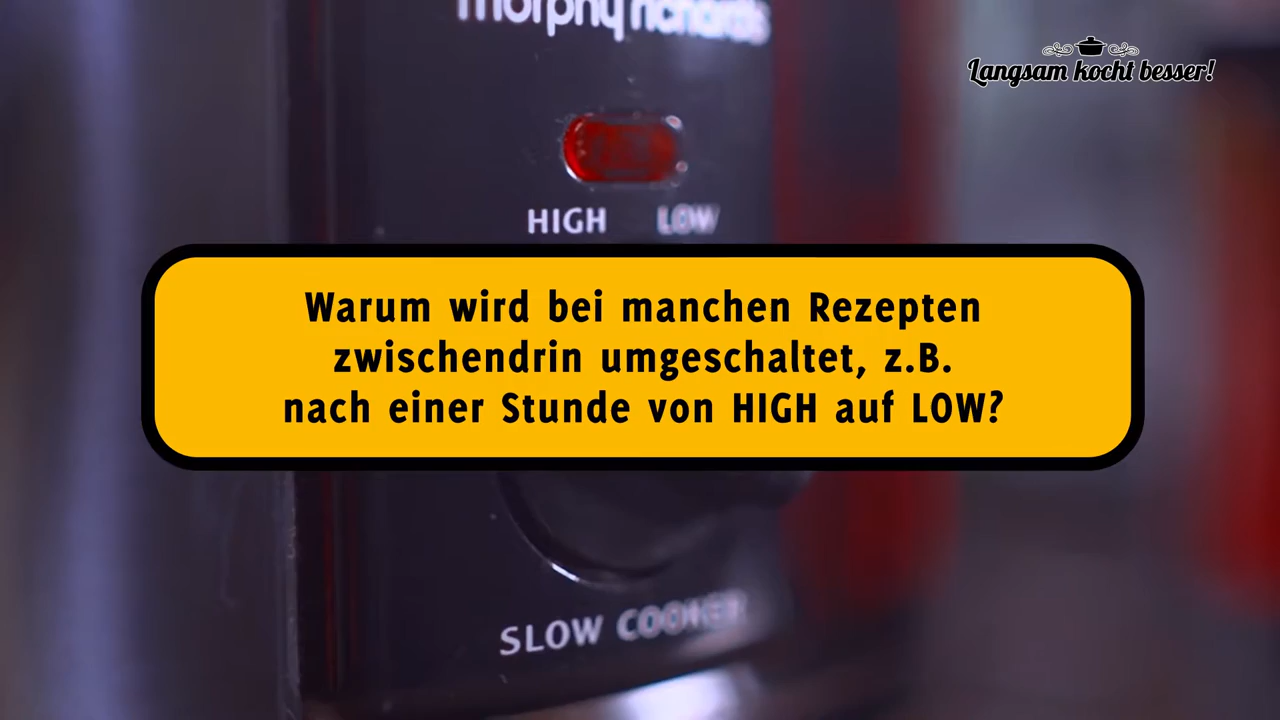 morphy richards
Langsam kocht besser!
HIGH LOW
Warum wird bei manchen Rezepten
zwischendrin umgeschaltet, z.B.
nach einer Stunde von HIGH auf LOW?
SLOW COOKER